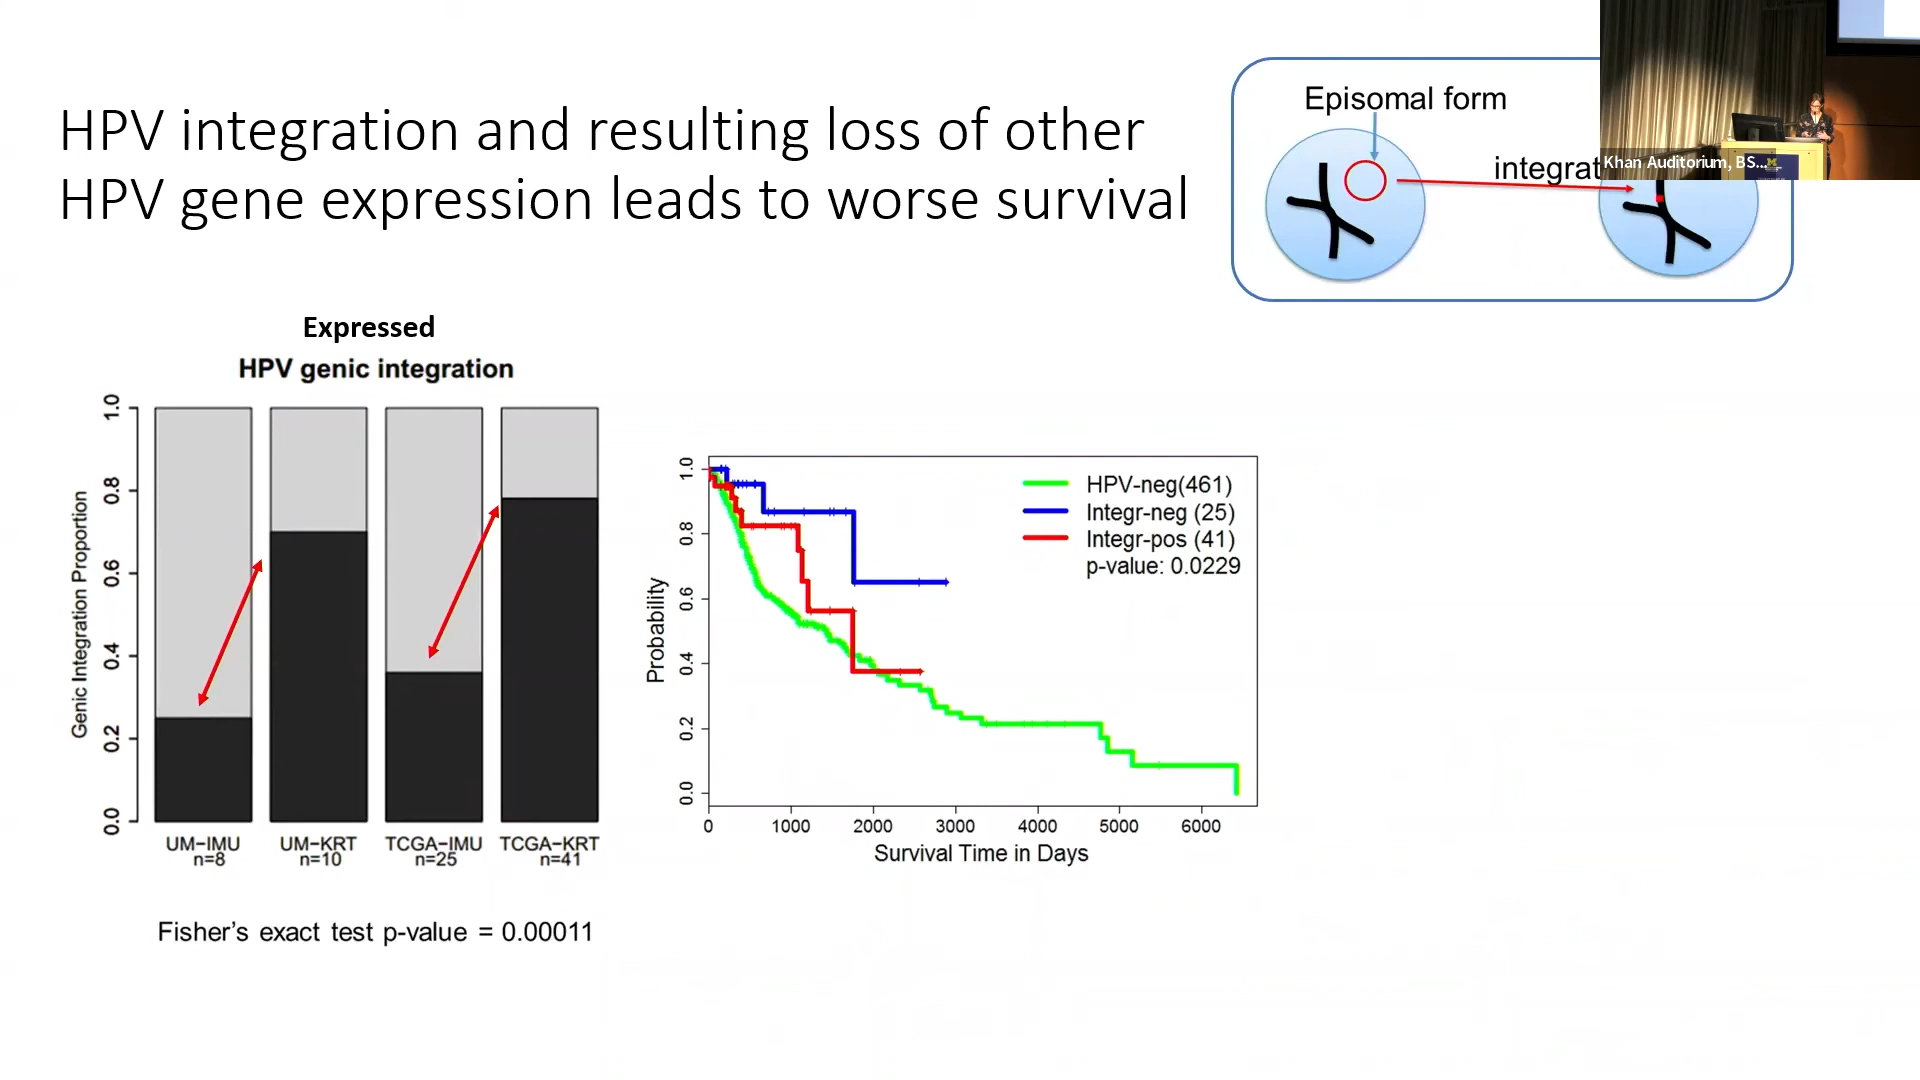 HPV integration and resulting loss of other
HPV gene expression leads to worse survival
Episomal form
integrat
Khan Auditorium, BS...
M
Expressed
HPV genic integration
Genic Integration Proportion
1.0
0.8
0.6
0.4
0.2
0.0
UM-IMU
n=8
UM-KRT
n=10
TCGA-IMU
n=25
TCGA-KRT
n=41
Fisher's exact test p-value = 0.00011
Probability
1.0
0.8
0.6
0.4
0.2
0.0
HPV-neg(461)
Integr-neg (25)
Integr-pos (41)
p-value: 0.0229
0 1000 2000 3000 4000 5000 6000
Survival Time in Days